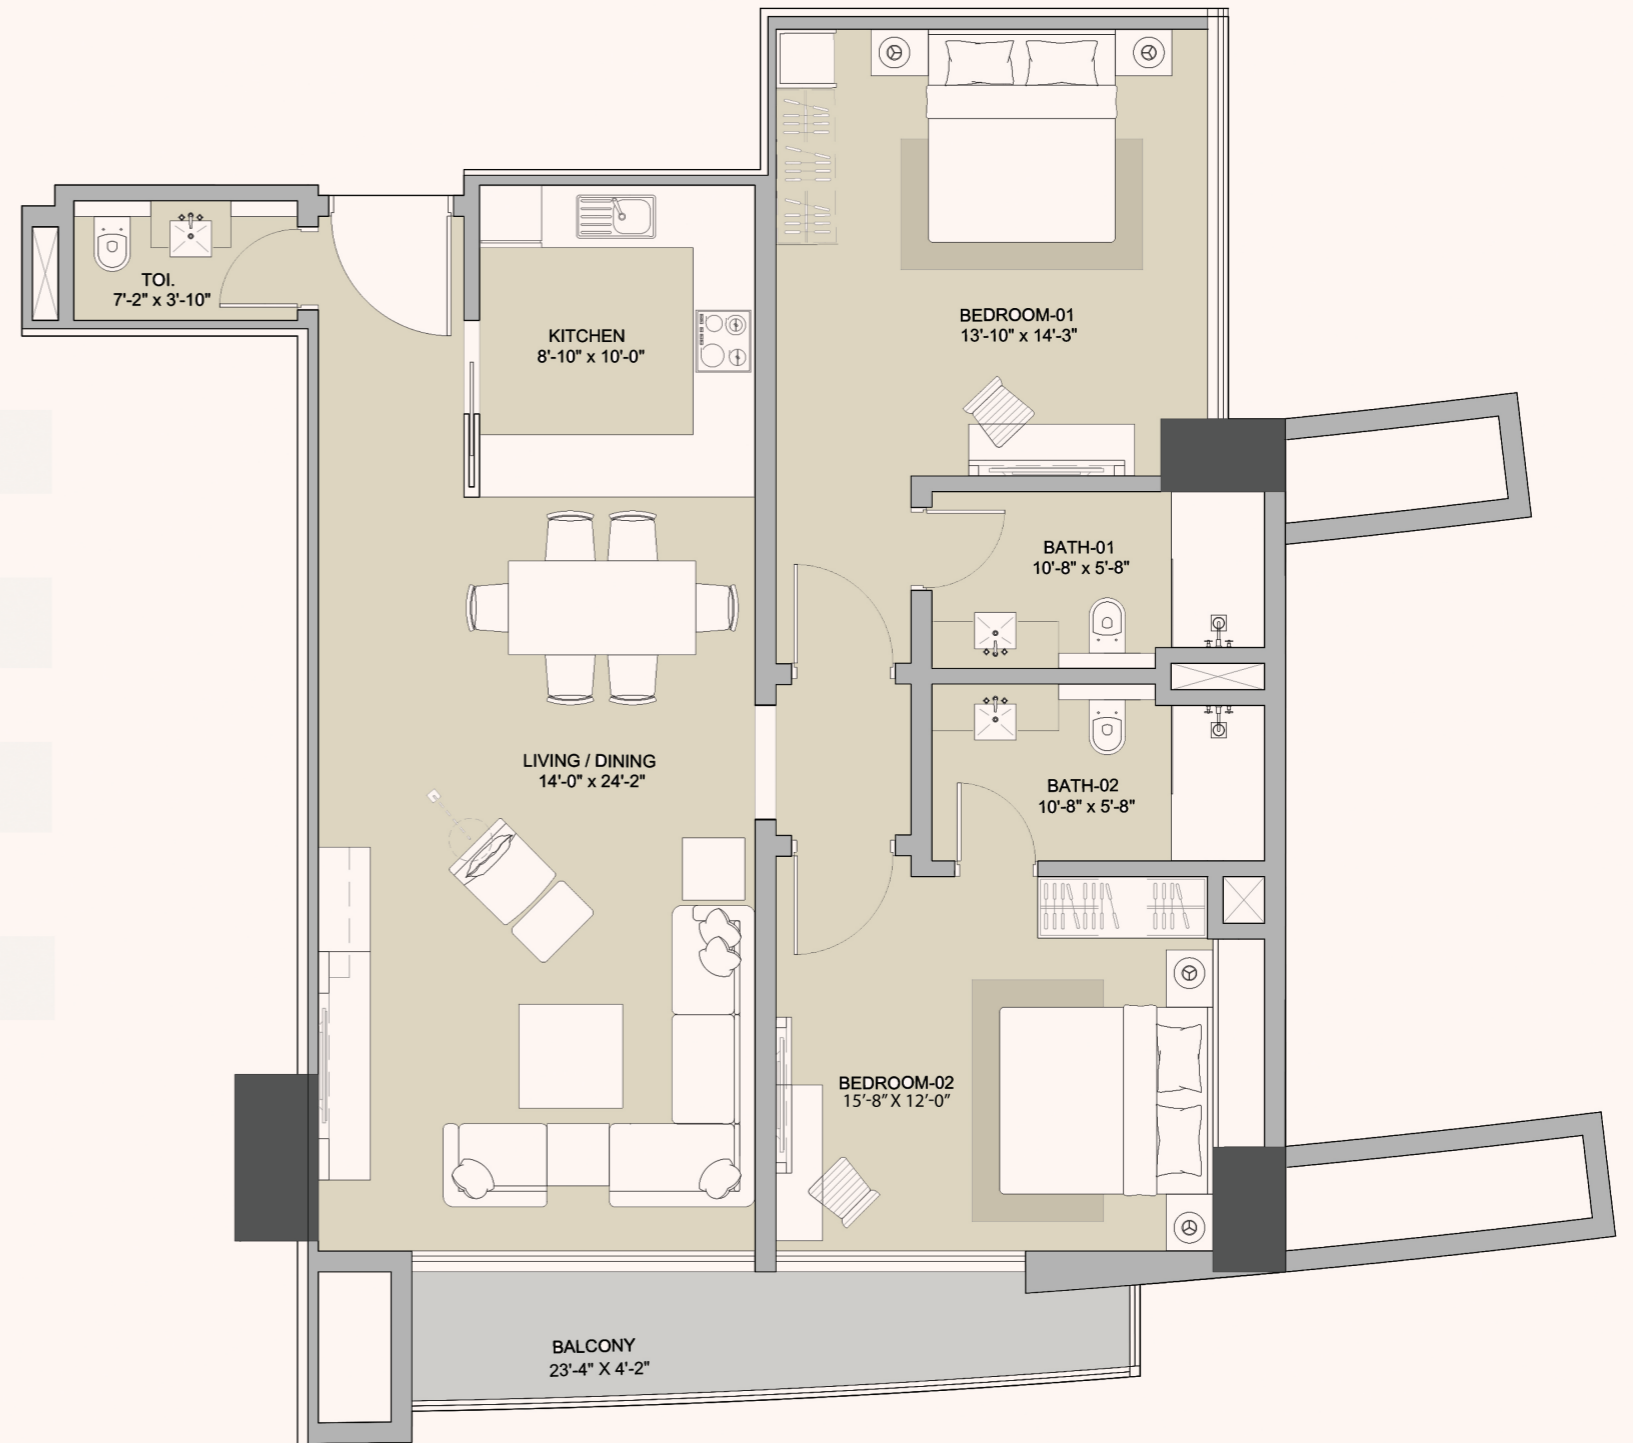 TOI.
7'-2" x 3'-10"
KITCHEN
8'-10" x 10'-0"
BEDROOM-01
13'-10" x 14'-3"
BATH-01
10'-8" x 5'-8"
LIVING / DINING
14'-0" x 24'-2"
BATH-02
10'-8" x 5'-8"
BEDROOM-02
15'-8" X 12'-0"
BALCONY
23'-4" X 4'-2"